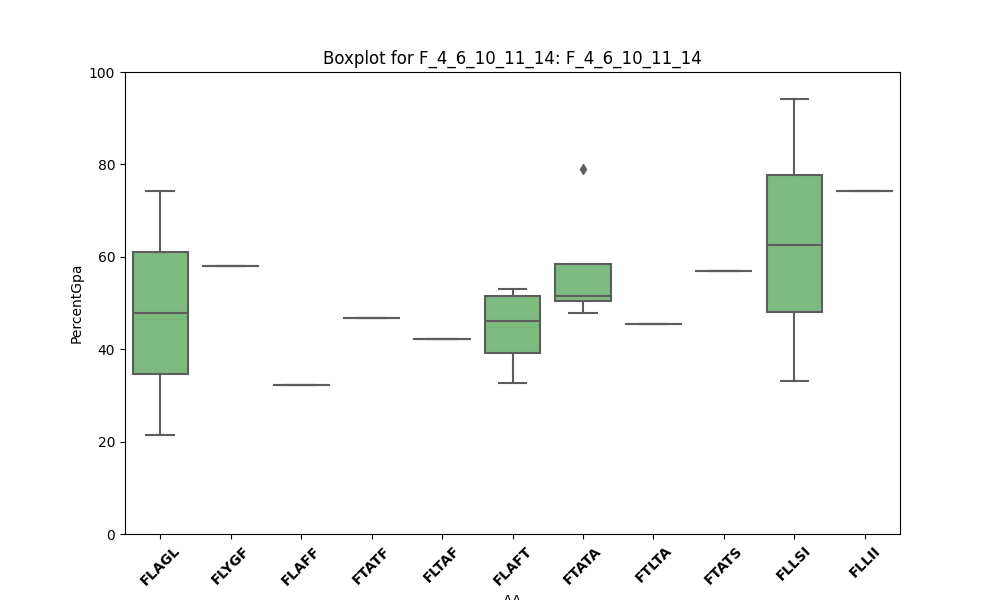 Boxplot for F_4_6_10_11_14: F_4_6_10_11_14
100
80
60
40
20
0
PercentGpa
FLAGL
FLYGF
FLAFF
FTATF
FLTAF
FLAFT
FTATA
FTLTA
FTATS
FLLSI
FLLII
AA